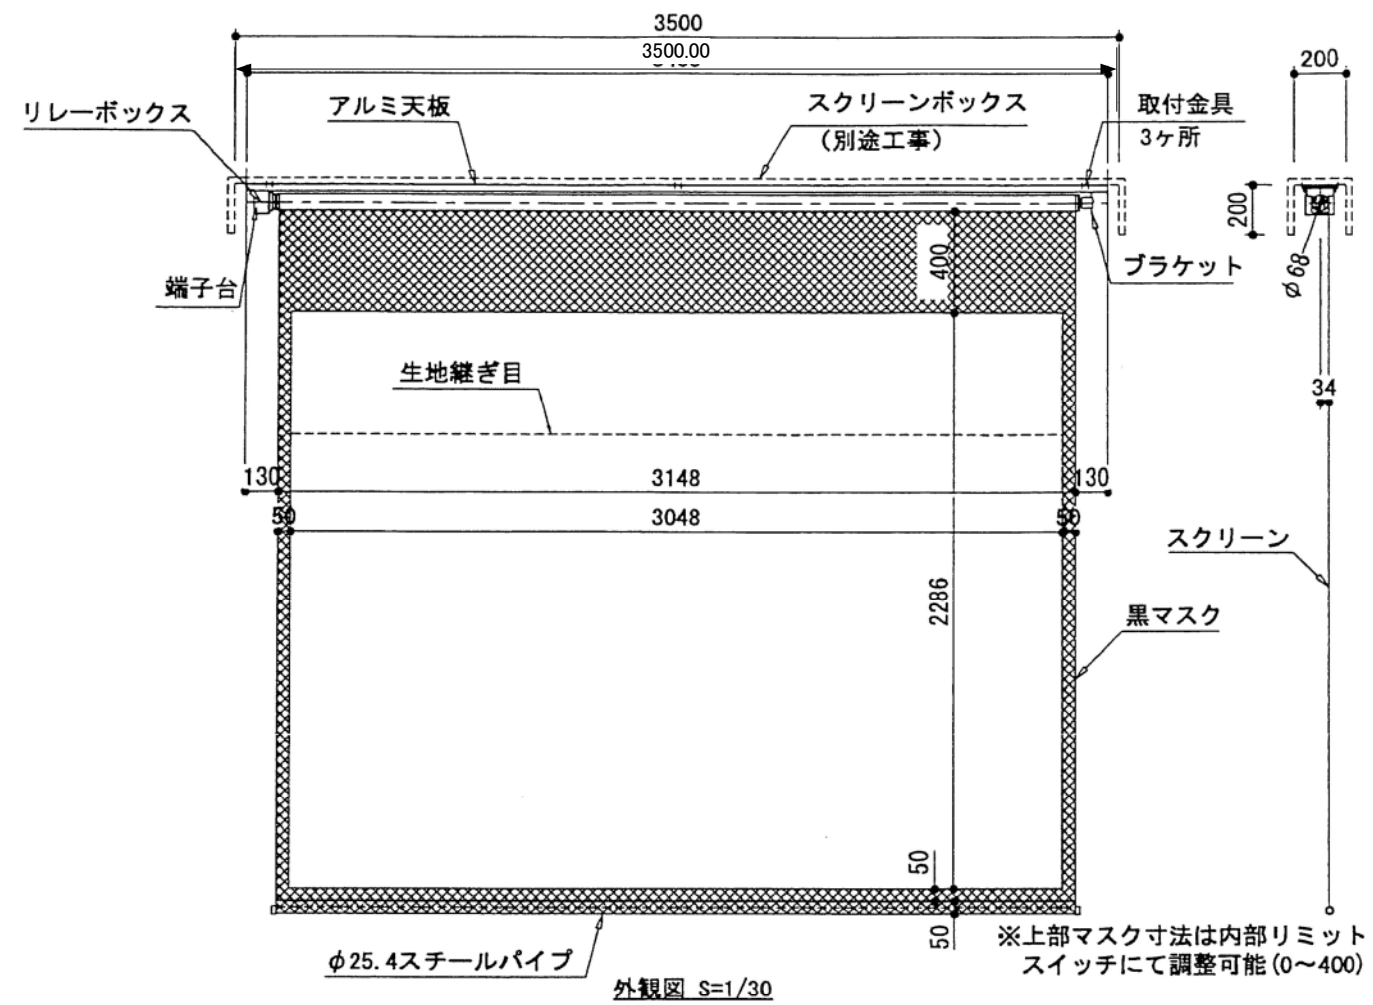 3500
3500.00
200
リレーボックス
アルミ天板
スクリーンボックス
(別途工事)
取付金具
3ヶ所
200
φ68
端子台
400
ブラケット
生地継ぎ目
34
130
3148
130
50
3048
50
スクリーン
2286
黒マスク
50
50
φ25.4スチールパイプ
※上部マスク寸法は内部リミット
スイッチにて調整可能(0〜400)
外観図 S=1/30